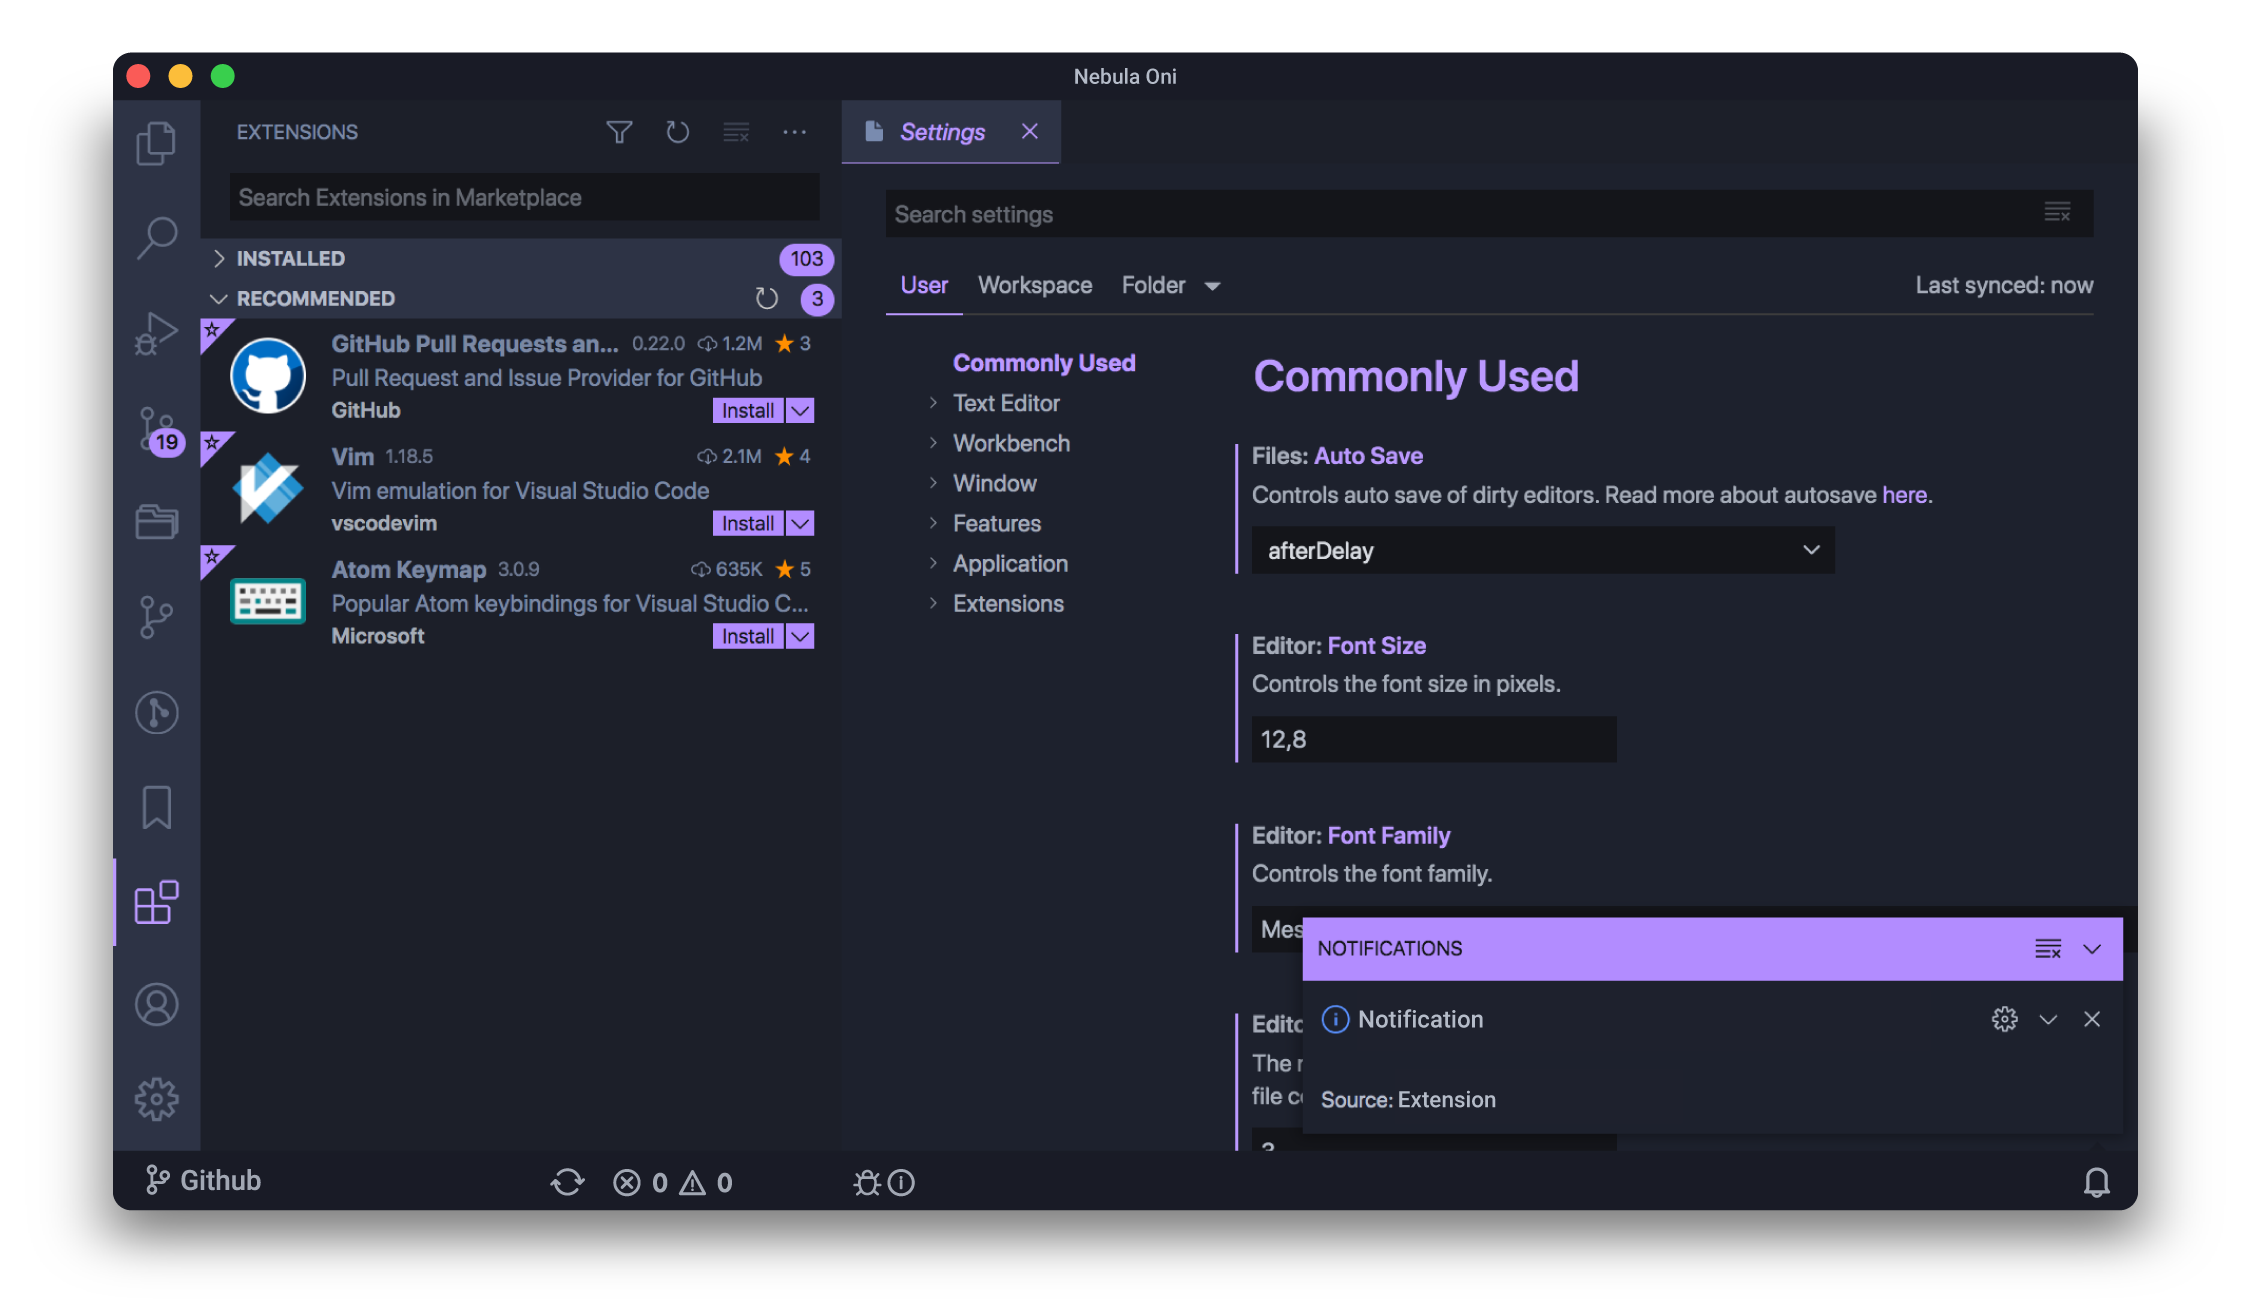 Nebula Oni
EXTENSIONS
Search Extensions in Marketplace
INSTALLED 103
RECOMMENDED 3
GitHub Pull Requests an... 0.22.0 1.2M ★ 3
Pull Request and Issue Provider for GitHub
GitHub Install
Vim 1.18.5 2.1M ★ 4
Vim emulation for Visual Studio Code
vscodevim Install
Atom Keymap 3.0.9 635K ★ 5
Popular Atom keybindings for Visual Studio C...
Microsoft Install
19
Settings
Search settings
User Workspace Folder Last synced: now
Commonly Used
Text Editor
Workbench
Window
Features
Application
Extensions
Commonly Used
Files: Auto Save
Controls auto save of dirty editors. Read more about autosave here.
afterDelay
Editor: Font Size
Controls the font size in pixels.
12,8
Editor: Font Family
Controls the font family.
Mes
The
file
NOTIFICATIONS
Notification
Source: Extension
Github 0 0